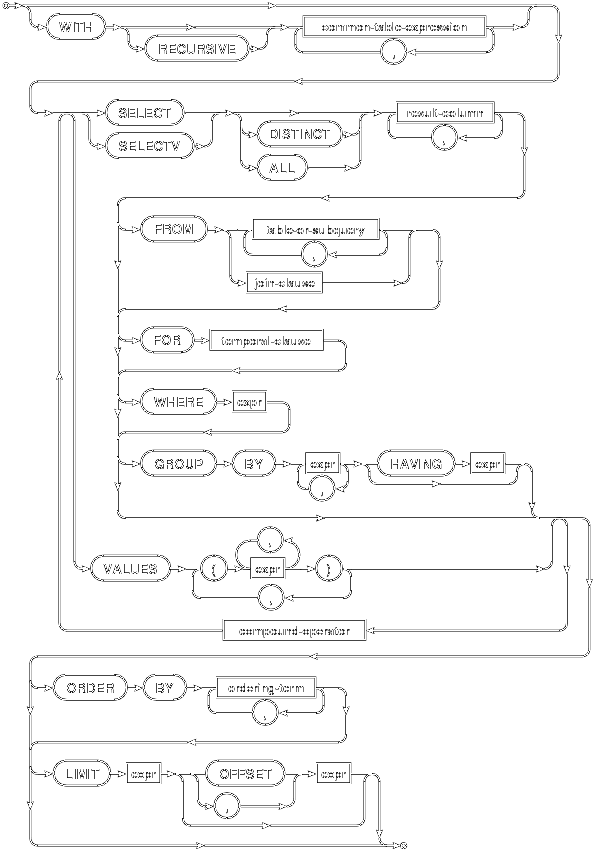 WITH
RECURSIVE
common-table-expression
,
SELECT
SELECTV
DISTINCT
ALL
result-column
,
FROM
table-or-subquery
,
join-clause
FOR
temporal-clause
WHERE expr
GROUP BY expr HAVING expr
,
,
VALUES ( expr )
,
compound-operator
ORDER BY ordering-term
,
LIMIT expr OFFSET expr
,